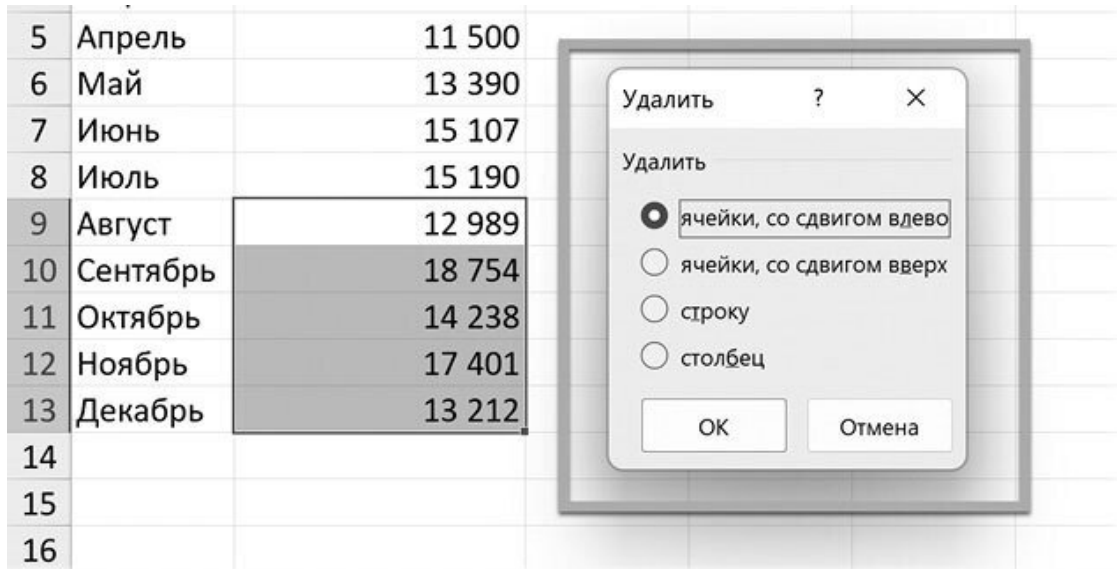 5 Апрель 11 500
6 Май 13 390
7 Июнь 15 107
8 Июль 15 190
9 Август 12 989
10 Сентябрь 18 754
11 Октябрь 14 238
12 Ноябрь 17 401
13 Декабрь 13 212
14
15
16
Удалить ? ×
Удалить
ячейки, со сдвигом влево
ячейки, со сдвигом вверх
строку
столбец
ОК Отмена